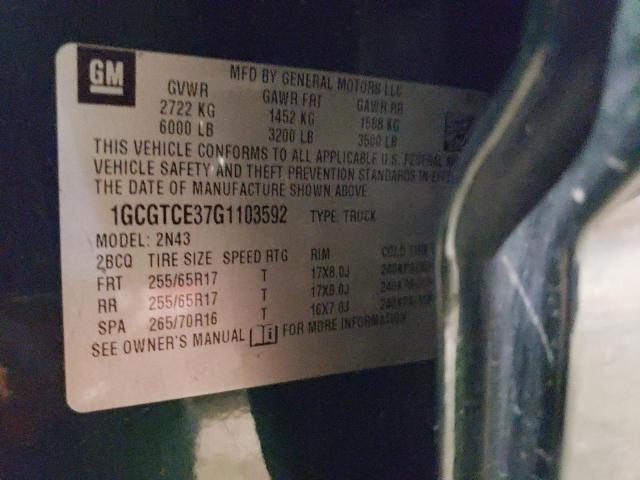 GM
MFD BY GENERAL MOTORS LLC
GVWR GAWR FRT GAWR RR
2722 KG 1452 KG 1588 KG
6000 LB 3200 LB 3500 LB
THIS VEHICLE CONFORMS TO ALL APPLICABLE U.S. FEDERAL
VEHICLE SAFETY AND THEFT PREVENTION STANDARDS IN
THE DATE OF MANUFACTURE SHOWN ABOVE
1GCGTCE37G1103592 TYPE: TRUCK
MODEL: 2N43
2BCQ TIRE SIZE SPEED RTG RIM COLD TIRE
FRT 255/65R17 T 17X8.0J
RR 255/65R17 T 17X8.0J
SPA 265/70R16 T 16X7.0J
SEE OWNER'S MANUAL FOR MORE INFORMATION